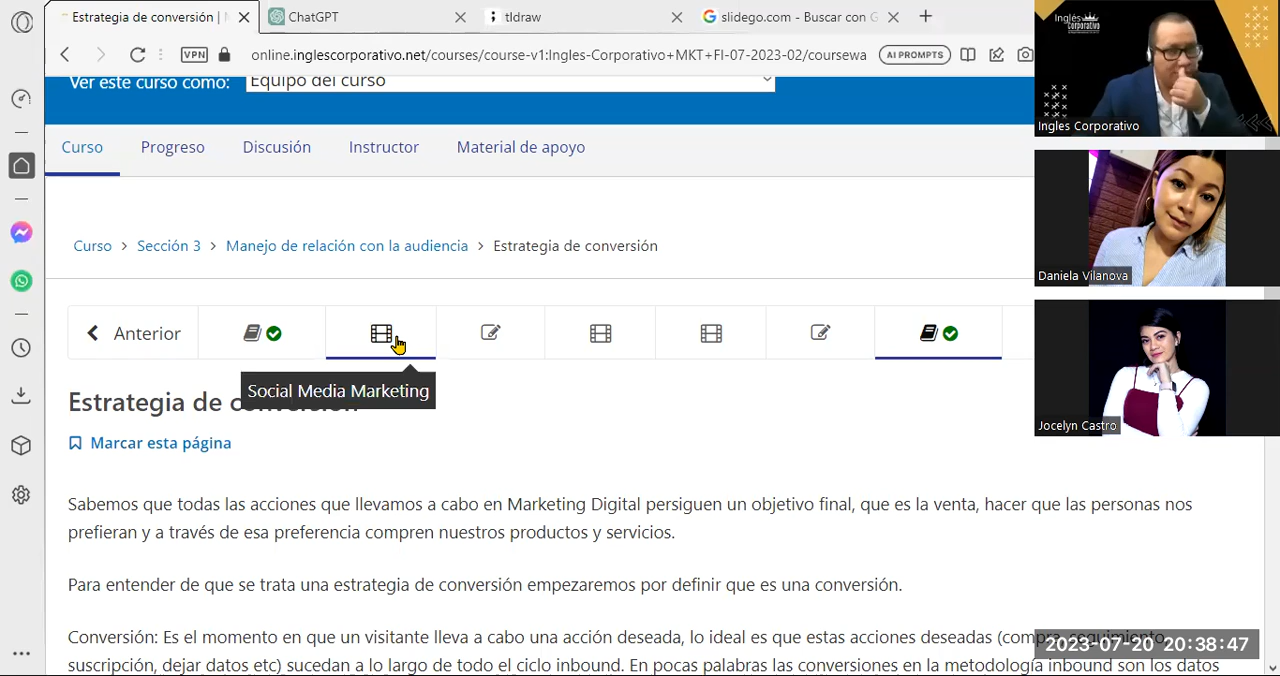 Estrategia de conversión |
ChatGPT
tldraw
slidego.com - Buscar con G
VPN
online.inglescorporativo.net/courses/course-v1:Ingles-Corporativo+MKT+FI-07-2023-02/coursewa
AI PROMPTS
Ver este curso como:
Equipo del curso
Curso
Progreso
Discusión
Instructor
Material de apoyo
Curso > Sección 3 > Manejo de relación con la audiencia > Estrategia de conversión
Anterior
Social Media Marketing
Estrategia de
Marcar esta página
Sabemos que todas las acciones que llevamos a cabo en Marketing Digital persiguen un objetivo final, que es la venta, hacer que las personas nos
prefieran y a través de esa preferencia compren nuestros productos y servicios.
Para entender de que se trata una estrategia de conversión empezaremos por definir que es una conversión.
Conversión: Es el momento en que un visitante lleva a cabo una acción deseada, lo ideal es que estas acciones deseadas (compra, seguimiento,
suscripción, dejar datos etc) sucedan a lo largo de todo el ciclo inbound. En pocas palabras las conversiones en la metodología inbound son los datos
Inglés
Corporativo
Ingles Corporativo
Daniela Vilanova
Jocelyn Castro
2023-07-20 20:38:47